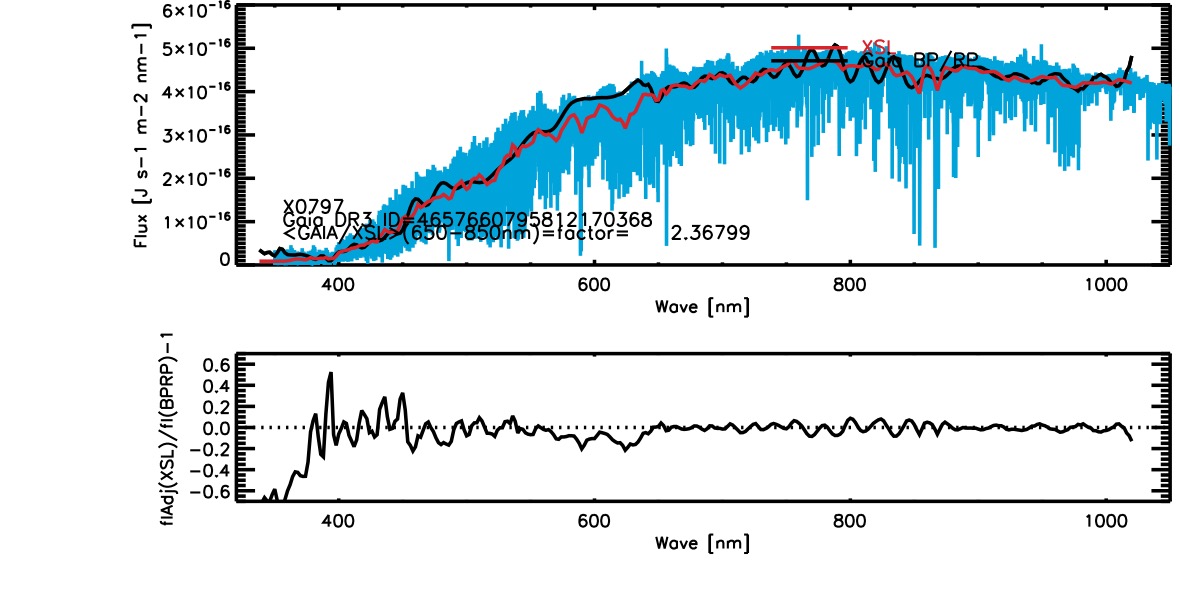 6×10−16
5×10−16
4×10−16
3×10−16
2×10−16
1×10−16
0
Flux [J s−1 m−2 nm−1]
XSL
Gaia BP/RP
X0797
Gaia DR3 ID=4657660795812170368
<GAIA/XSL>(650−850nm)=factor= 2.36799
400 600 800 1000
Wave [nm]
0.6
0.4
0.2
0.0
−0.2
−0.4
−0.6
flAdj(XSL)/fl(BPRP)−1
400 600 800 1000
Wave [nm]